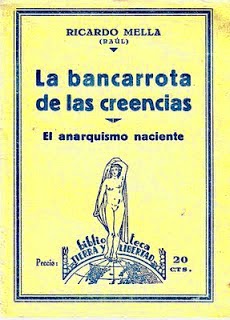 RICARDO MELLA
(RAÚL)
La bancarrota
de las creencias
El anarquismo naciente
biblioteca
TIERRA Y LIBERTAD
Precio: 20
CTS.